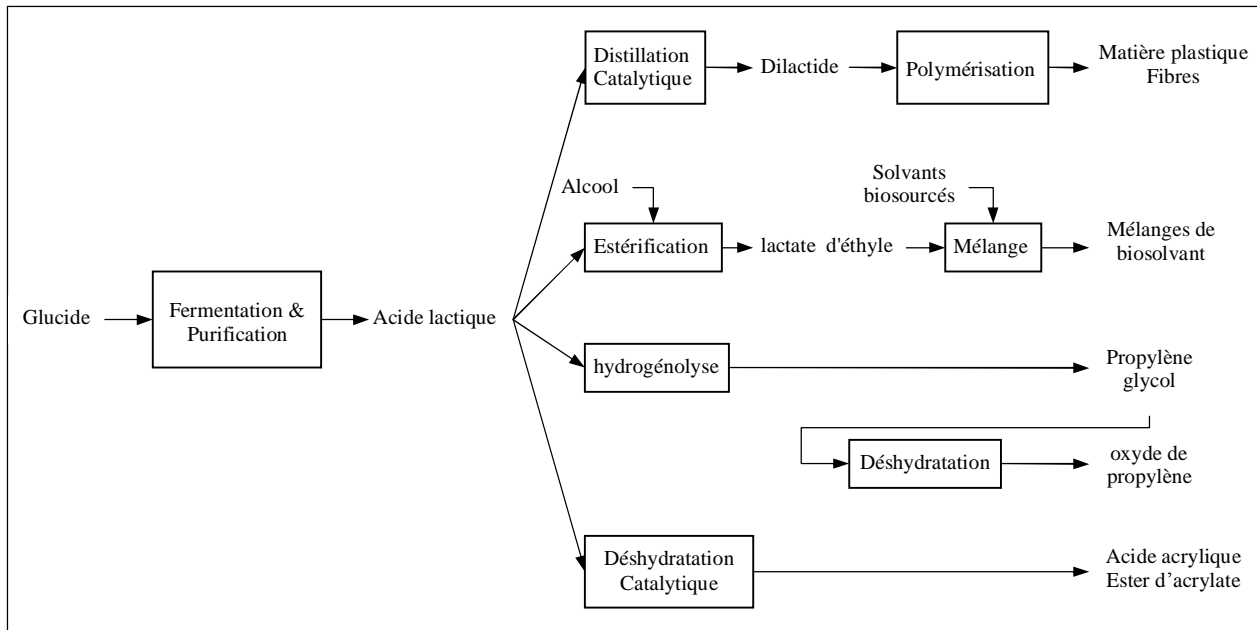 Distillation
Catalytique
Dilactide
Polymérisation
Matière plastique
Fibres
Alcool
Solvants
biosourcés
Estérification
lactate d'éthyle
Mélange
Mélanges de
biosolvant
Glucide
Fermentation &
Purification
Acide lactique
hydrogénolyse
Propylène
glycol
Déshydratation
oxyde de
propylène
Déshydratation
Catalytique
Acide acrylique
Ester d’acrylate